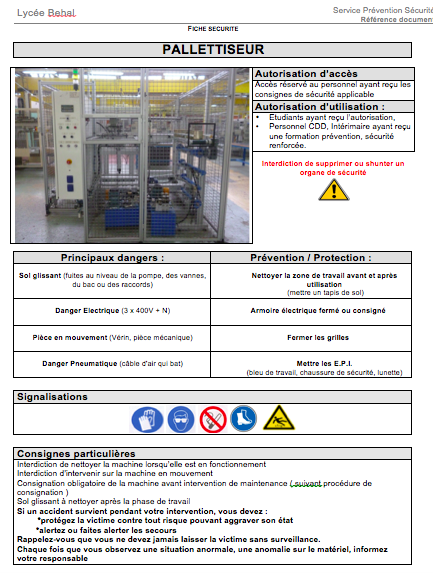 Lycée Behal
Service Prévention Sécurité
Référence document
FICHE SECURITE
PALLETTISEUR
Autorisation d'accès
Accès réservé au personnel ayant reçu les
consignes de sécurité applicable
Autorisation d'utilisation :
• Etudiants ayant reçu l'autorisation,
• Personnel CDD, Intérimaire ayant reçu
une formation prévention, sécurité
renforcée.
Interdiction de supprimer ou shunter un
organe de sécurité
Principaux dangers :
Prévention / Protection :
Sol glissant (fuites au niveau de la pompe, des vannes,
du bac ou des raccords)
Nettoyer la zone de travail avant et après
utilisation
(mettre un tapis de sol)
Danger Electrique (3 x 400V + N)
Armoire électrique fermé ou consigné
Pièce en mouvement (Vérin, pièce mécanique)
Fermer les grilles
Danger Pneumatique (câble d'air qui bat)
Mettre les E.P.I.
(bleu de travail, chaussure de sécurité, lunette)
Signalisations
Consignes particulières
Interdiction de nettoyer la machine lorsqu'elle est en fonctionnement
Interdiction d'intervenir sur la machine en mouvement
Consignation obligatoire de la machine avant intervention de maintenance ( suivant procédure de
consignation )
Sol glissant à nettoyer après la phase de travail
Si un accident survient pendant votre intervention, vous devez :
*protégez la victime contre tout risque pouvant aggraver son état
*alertez ou faites alerter les secours
Rappelez-vous que vous ne devez jamais laisser la victime sans surveillance.
Chaque fois que vous observez une situation anormale, une anomalie sur le matériel, informez
votre responsable